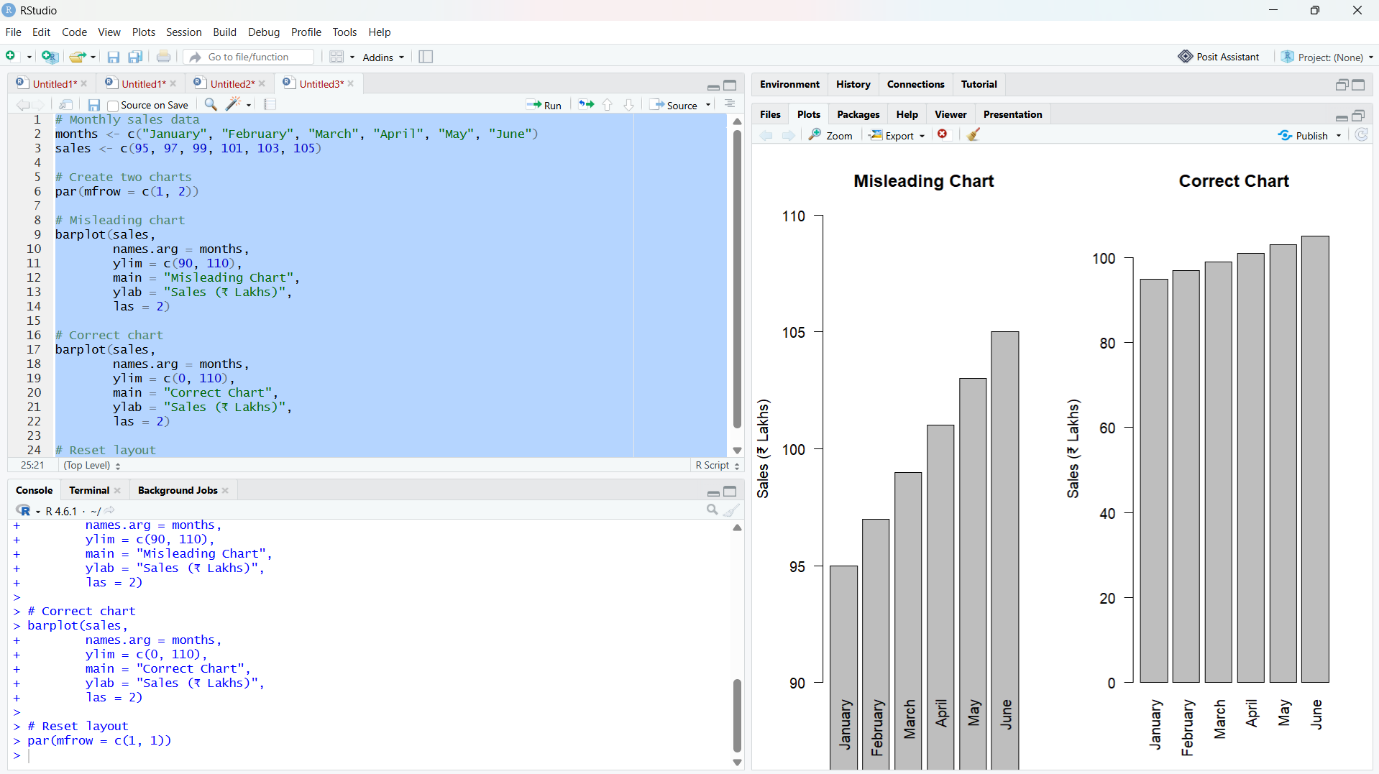 RStudio
File Edit Code View Plots Session Build Debug Profile Tools Help
Go to file/function Addins Posit Assistant Project: (None)
Untitled1* Untitled1* Untitled2* Untitled3*
Source on Save Run Source
1 # Monthly sales data
2 months <- c("January", "February", "March", "April", "May", "June")
3 sales <- c(95, 97, 99, 101, 103, 105)
4
5 # Create two charts
6 par(mfrow = c(1, 2))
7
8 # Misleading chart
9 barplot(sales,
10 names.arg = months,
11 ylim = c(90, 110),
12 main = "Misleading Chart",
13 ylab = "Sales (₹ Lakhs)",
14 las = 2)
15
16 # Correct chart
17 barplot(sales,
18 names.arg = months,
19 ylim = c(0, 110),
20 main = "Correct Chart",
21 ylab = "Sales (₹ Lakhs)",
22 las = 2)
23
24 # Reset layout
25:21 (Top Level) R Script
Console Terminal Background Jobs
R 4.6.1 · ~/
+ names.arg = months,
+ ylim = c(90, 110),
+ main = "Misleading Chart",
+ ylab = "Sales (₹ Lakhs)",
+ las = 2)
>
> # Correct chart
> barplot(sales,
+ names.arg = months,
+ ylim = c(0, 110),
+ main = "Correct Chart",
+ ylab = "Sales (₹ Lakhs)",
+ las = 2)
>
> # Reset layout
> par(mfrow = c(1, 1))
>
Environment History Connections Tutorial
Files Plots Packages Help Viewer Presentation
Zoom Export Publish
Misleading Chart
Sales (₹ Lakhs)
110
105
100
95
90
January February March April May June
Correct Chart
Sales (₹ Lakhs)
100
80
60
40
20
0
January February March April May June